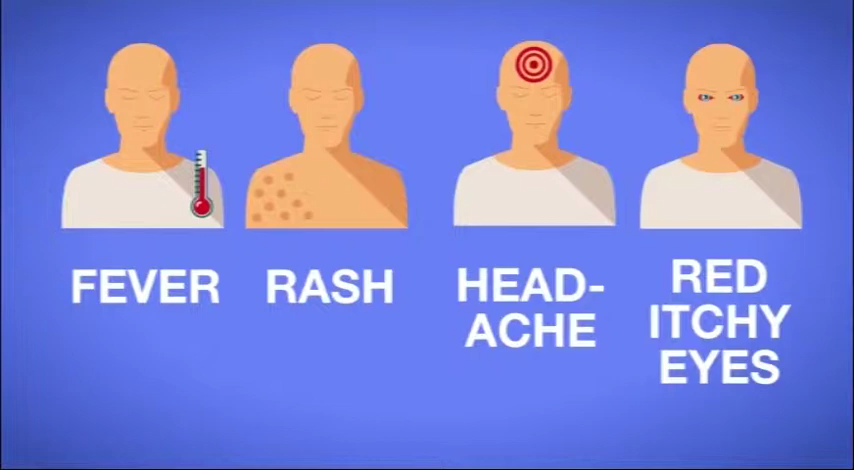 FEVER
RASH
HEAD-
ACHE
RED
ITCHY
EYES